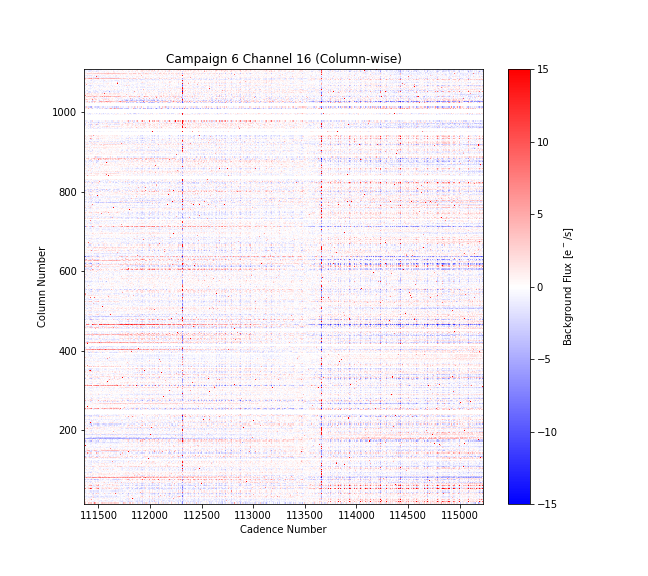 Campaign 6 Channel 16 (Column-wise)
1000
800
600
400
200
Column Number
111500 112000 112500 113000 113500 114000 114500 115000
Cadence Number
15
10
5
0
−5
−10
−15
Background Flux [e⁻/s]